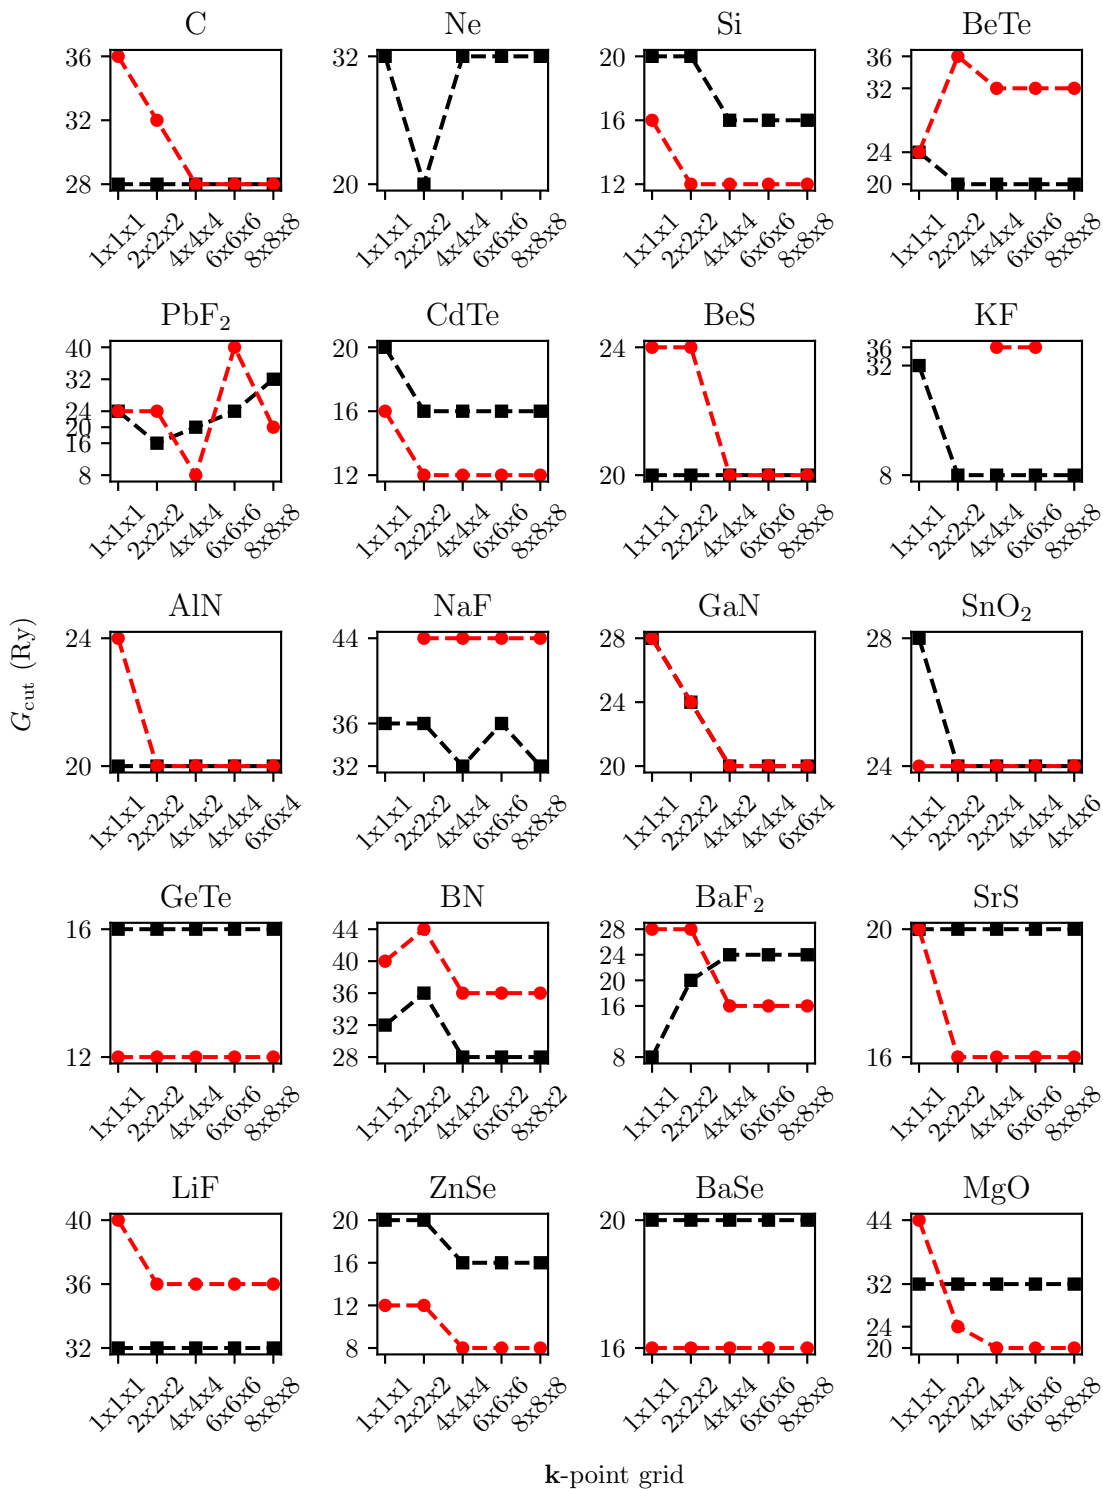 C
36
32
28
1x1x1
2x2x2
4x4x4
6x6x6
8x8x8
Ne
32
20
1x1x1
2x2x2
4x4x4
6x6x6
8x8x8
Si
20
16
12
1x1x1
2x2x2
4x4x4
6x6x6
8x8x8
BeTe
36
32
24
20
1x1x1
2x2x2
4x4x4
6x6x6
8x8x8
PbF₂
40
32
24
20
16
8
1x1x1
2x2x2
4x4x4
6x6x6
8x8x8
CdTe
20
16
12
1x1x1
2x2x2
4x4x4
6x6x6
8x8x8
BeS
24
20
1x1x1
2x2x2
4x4x4
6x6x6
8x8x8
KF
36
32
8
1x1x1
2x2x2
4x4x4
6x6x6
8x8x8
G_cut (Ry)
AlN
24
20
1x1x1
2x2x2
4x4x2
4x4x4
6x6x4
NaF
44
36
32
1x1x1
2x2x2
4x4x4
6x6x6
8x8x8
GaN
28
24
20
1x1x1
2x2x2
4x4x2
4x4x4
6x6x4
SnO₂
28
24
1x1x1
2x2x2
2x2x4
4x4x4
4x4x6
GeTe
16
12
1x1x1
2x2x2
4x4x4
6x6x6
8x8x8
BN
44
40
36
32
28
1x1x1
2x2x2
4x4x2
6x6x2
8x8x2
BaF₂
28
24
20
16
8
1x1x1
2x2x2
4x4x4
6x6x6
8x8x8
SrS
20
16
1x1x1
2x2x2
4x4x4
6x6x6
8x8x8
LiF
40
36
32
1x1x1
2x2x2
4x4x4
6x6x6
8x8x8
ZnSe
20
16
12
8
1x1x1
2x2x2
4x4x4
6x6x6
8x8x8
BaSe
20
16
1x1x1
2x2x2
4x4x4
6x6x6
8x8x8
MgO
44
32
24
20
1x1x1
2x2x2
4x4x4
6x6x6
8x8x8
k-point grid